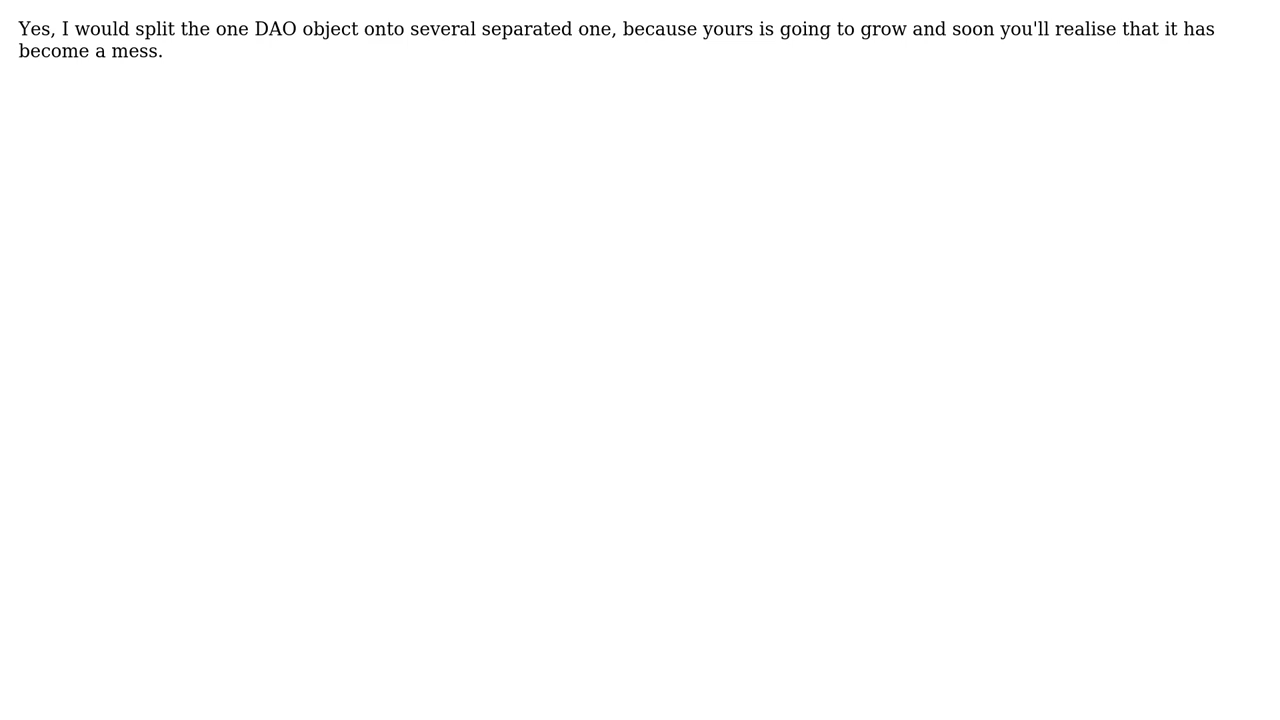 Yes, I would split the one DAO object onto several separated one, because yours is going to grow and soon you'll realise that it has
become a mess.